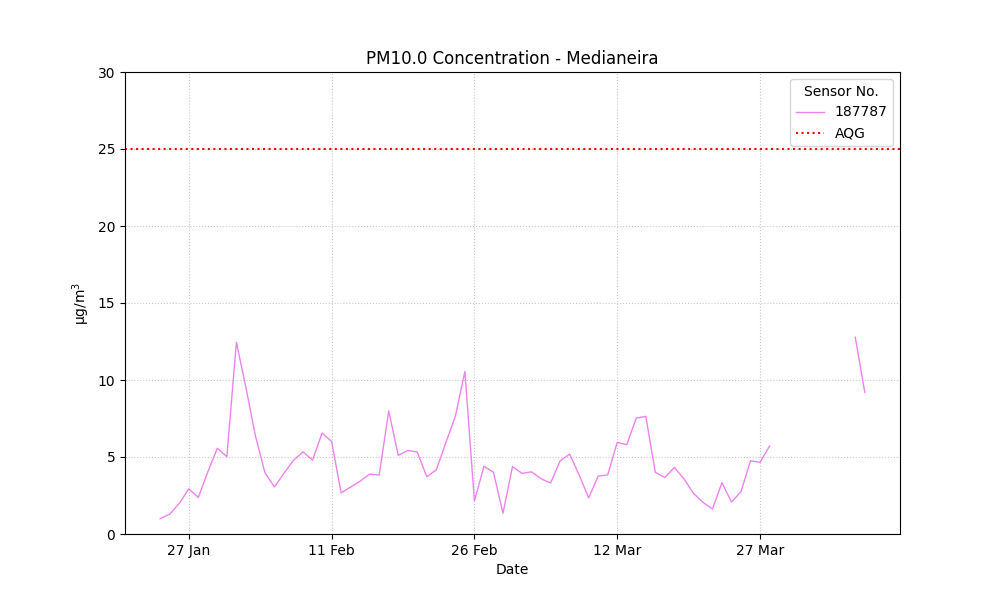 PM10.0 Concentration - Medianeira
30
25
20
15
10
5
0
µg/m³
Sensor No.
187787
AQG
27 Jan
11 Feb
26 Feb
12 Mar
27 Mar
Date